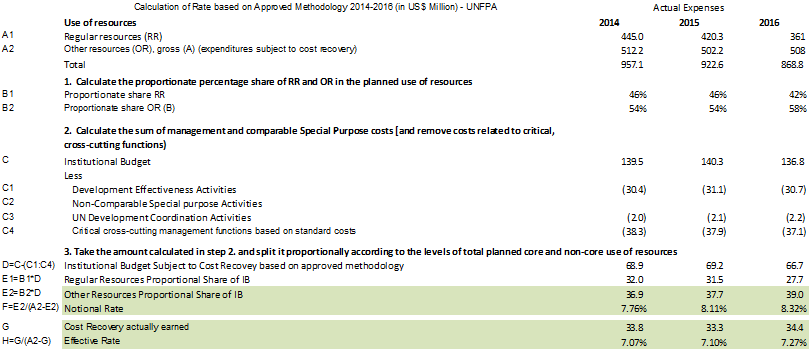 Calculation of Rate based on Approved Methodology 2014-2016 (in US$ Million) - UNFPA Actual Expenses
Use of resources 2014 2015 2016
A1 Regular resources (RR) 445.0 420.3 361
A2 Other resources (OR), gross (A) (expenditures subject to cost recovery) 512.2 502.2 508
Total 957.1 922.6 868.8
1. Calculate the proportionate percentage share of RR and OR in the planned use of resources
B1 Proportionate share RR 46% 46% 42%
B2 Proportionate share OR (B) 54% 54% 58%
2. Calculate the sum of management and comparable Special Purpose costs [and remove costs related to critical,
cross-cutting functions)
C Institutional Budget 139.5 140.3 136.8
Less
C1 Development Effectiveness Activities (30.4) (31.1) (30.7)
C2 Non-Comparable Special purpose Activities
C3 UN Development Coordination Activities (2.0) (2.1) (2.2)
C4 Critical cross-cutting management functions based on standard costs (38.3) (37.9) (37.1)
3. Take the amount calculated in step 2. and split it proportionally according to the levels of total planned core and non-core use of resources
D=C-(C1:C4) Institutional Budget Subject to Cost Recovey based on approved methodology 68.9 69.2 66.7
E1=B1*D Regular Resources Proportional Share of IB 32.0 31.5 27.7
E2=B2*D Other Resources Proportional Share of IB 36.9 37.7 39.0
F=E2/(A2-E2) Notional Rate 7.76% 8.11% 8.32%
G Cost Recovery actually earned 33.8 33.3 34.4
H=G/(A2-G) Effective Rate 7.07% 7.10% 7.27%